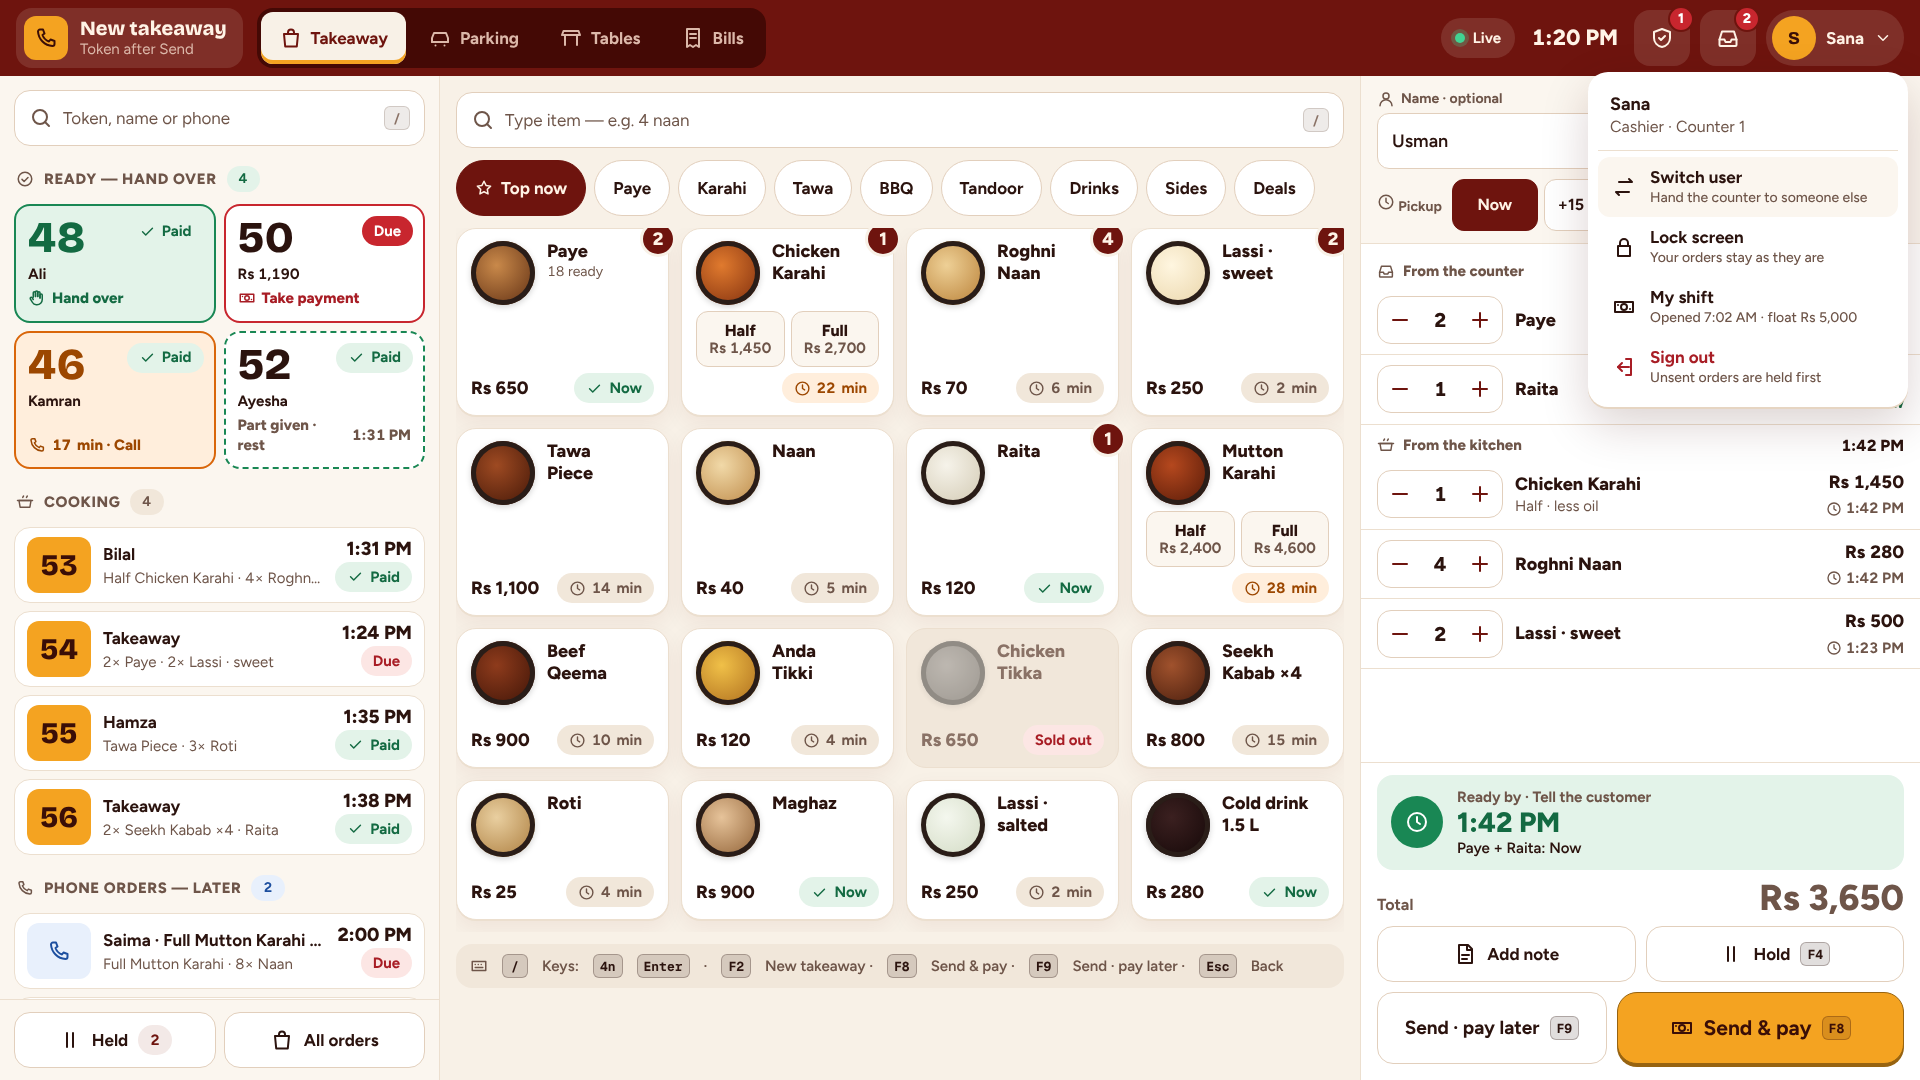 New takeaway
Token after Send
Takeaway
Parking
Tables
Bills
Live
1:20 PM
1
2
S
Sana
Token, name or phone
/
READY — HAND OVER
4
48
Paid
Ali
Hand over
50
Due
Rs 1,190
Take payment
46
Paid
Kamran
17 min · Call
52
Paid
Ayesha
Part given ·
rest
1:31 PM
COOKING
4
53
Bilal
1:31 PM
Half Chicken Karahi · 4× Roghn...
Paid
54
Takeaway
1:24 PM
2× Paye · 2× Lassi · sweet
Due
55
Hamza
1:35 PM
Tawa Piece · 3× Roti
Paid
56
Takeaway
1:38 PM
2× Seekh Kabab ×4 · Raita
Paid
PHONE ORDERS — LATER
2
Saima · Full Mutton Karahi ...
2:00 PM
Full Mutton Karahi · 8× Naan
Due
Held
2
All orders
Type item — e.g. 4 naan
/
Top now
Paye
Karahi
Tawa
BBQ
Tandoor
Drinks
Sides
Deals
Paye
18 ready
2
Rs 650
Now
Chicken
Karahi
1
Half
Rs 1,450
Full
Rs 2,700
22 min
Roghni
Naan
4
Rs 70
6 min
Lassi ·
sweet
2
Rs 250
2 min
Tawa
Piece
Rs 1,100
14 min
Naan
Rs 40
5 min
Raita
1
Rs 120
Now
Mutton
Karahi
Half
Rs 2,400
Full
Rs 4,600
28 min
Beef
Qeema
Rs 900
10 min
Anda
Tikki
Rs 120
4 min
Chicken
Tikka
Rs 650
Sold out
Seekh
Kabab ×4
Rs 800
15 min
Roti
Rs 25
4 min
Maghaz
Rs 900
Now
Lassi ·
salted
Rs 250
2 min
Cold drink
1.5 L
Rs 280
Now
/ Keys: 4n Enter · F2 New takeaway · F8 Send & pay · F9 Send · pay later · Esc Back
Name · optional
Usman
Pickup
Now
+15
From the counter
2
Paye
1
Raita
From the kitchen
1:42 PM
1
Chicken Karahi
Half · less oil
Rs 1,450
1:42 PM
4
Roghni Naan
Rs 280
1:42 PM
2
Lassi · sweet
Rs 500
1:23 PM
Ready by · Tell the customer
1:42 PM
Paye + Raita: Now
Total
Rs 3,650
Add note
Hold F4
Send · pay later F9
Send & pay F8
Sana
Cashier · Counter 1
Switch user
Hand the counter to someone else
Lock screen
Your orders stay as they are
My shift
Opened 7:02 AM · float Rs 5,000
Sign out
Unsent orders are held first